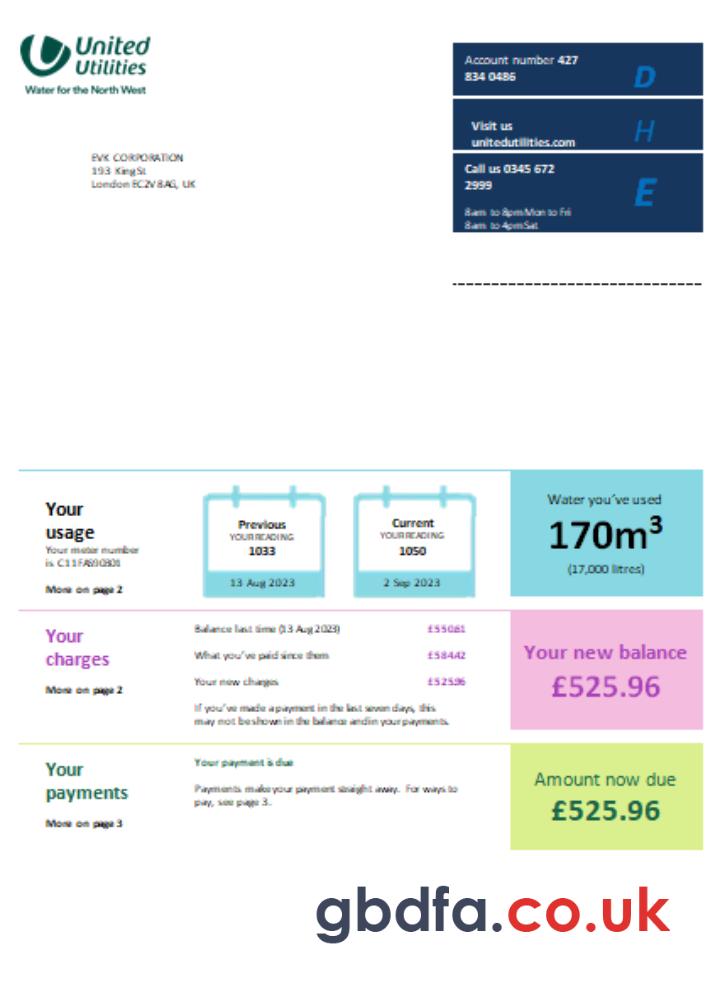 United
Utilities
Water for the North West
Account number 427
834 0486
D
Visit us
unitedutilities.com
H
Call us 0345 672
2999
8am to 8pm Mon to Fri
8am to 4pm Sat
E
EVK CORPORATION
193 King St
London EC2V 8AG, UK
Your
usage
Your meter number
is C11FA590301
More on page 2
Previous
YOUR READING
1033
13 Aug 2023
Current
YOUR READING
1050
2 Sep 2023
Water you've used
170m³
(17,000 litres)
Your
charges
More on page 2
Balance last time (13 Aug 2023) £550.61
What you've paid since them £584.42
Your new charges £525.96
If you've made a payment in the last seven days, this
may not be shown in the balance and in your payments.
Your new balance
£525.96
Your
payments
More on page 3
Your payment is due
Payments make your payment straight away. For ways to
pay, see page 3.
Amount now due
£525.96
gbdfa.co.uk